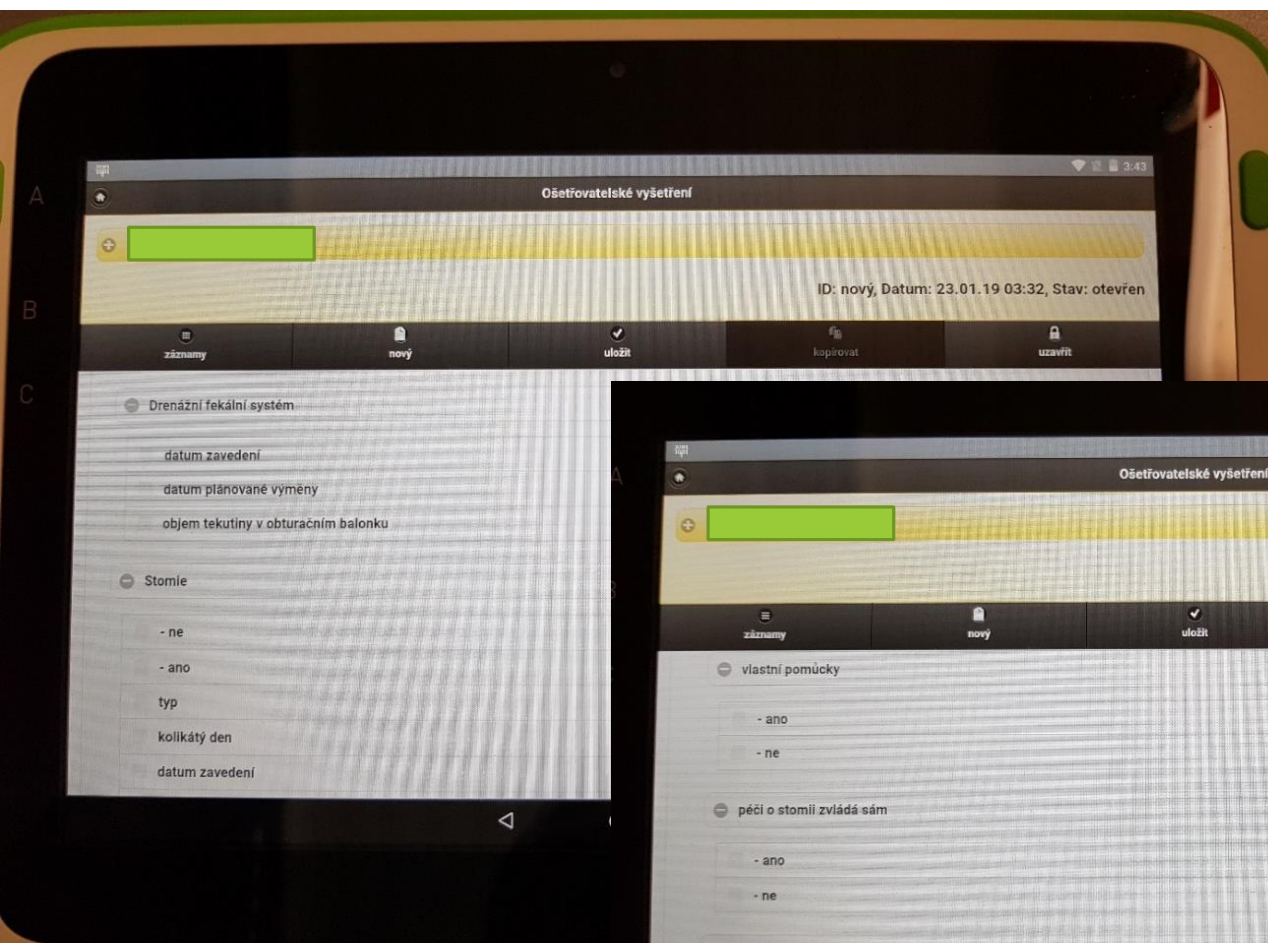 A
B
C
3:43
Ošetřovatelské vyšetření
ID: nový, Datum: 23.01.19 03:32, Stav: otevřen
záznamy
nový
uložit
kopírovat
uzavřít
Drenážní fekální systém
datum zavedení
datum plánované výměny
objem tekutiny v obturačním balonku
Stomie
- ne
- ano
typ
kolikátý den
datum zavedení
A
Ošetřovatelské vyšetření
záznamy
nový
uložit
vlastní pomůcky
- ano
- ne
péči o stomii zvládá sám
- ano
- ne